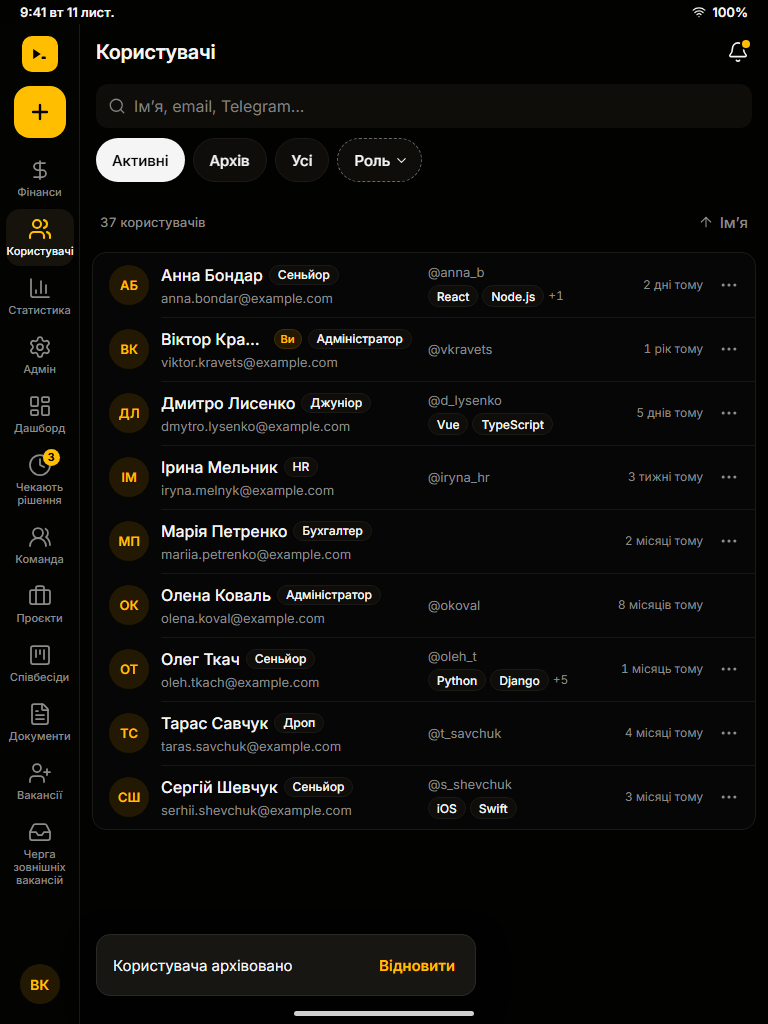 9:41 вт 11 лист.
100%
Користувачі
Ім’я, email, Telegram...
Активні
Архів
Усі
Роль
37 користувачів
Ім’я
Фінанси
Користувачі
Статистика
Адмін
Дашборд
3
Чекають
рішення
Команда
Проєкти
Співбесіди
Документи
Вакансії
Черга
зовнішніх
вакансій
ВК
АБ
Анна Бондар Сеньйор
anna.bondar@example.com
@anna_b
React Node.js +1
2 дні тому
ВК
Віктор Кра... Ви Адміністратор
viktor.kravets@example.com
@vkravets
1 рік тому
ДЛ
Дмитро Лисенко Джуніор
dmytro.lysenko@example.com
@d_lysenko
Vue TypeScript
5 днів тому
ІМ
Ірина Мельник HR
iryna.melnyk@example.com
@iryna_hr
3 тижні тому
МП
Марія Петренко Бухгалтер
mariia.petrenko@example.com
2 місяці тому
ОК
Олена Коваль Адміністратор
olena.koval@example.com
@okoval
8 місяців тому
ОТ
Олег Ткач Сеньйор
oleh.tkach@example.com
@oleh_t
Python Django +5
1 місяць тому
ТС
Тарас Савчук Дроп
taras.savchuk@example.com
@t_savchuk
4 місяці тому
СШ
Сергій Шевчук Сеньйор
serhii.shevchuk@example.com
@s_shevchuk
iOS Swift
3 місяці тому
Користувача архівовано
Відновити